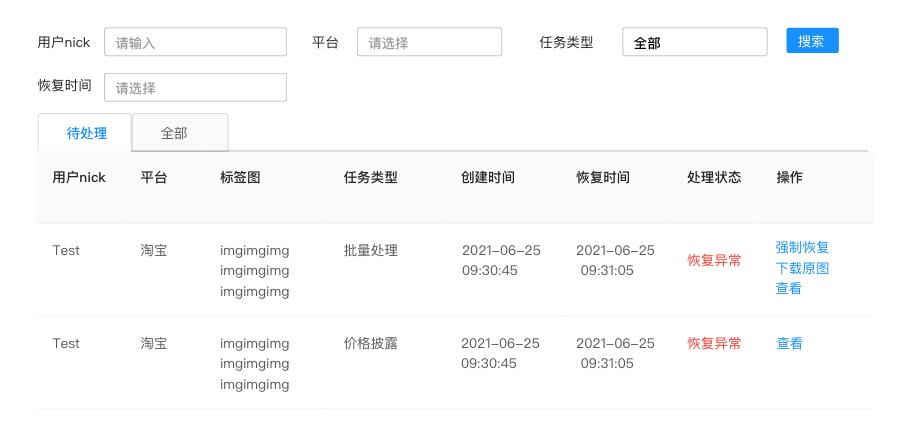 用户nick 请输入 平台 请选择 任务类型 全部 搜索
恢复时间 请选择
待处理 全部
用户nick 平台 标签图 任务类型 创建时间 恢复时间 处理状态 操作
Test 淘宝 imgimgimg 批量处理 2021-06-25 2021-06-25 恢复异常 强制恢复
imgimgimg 09:30:45 09:31:05 下载原图
imgimgimg 查看
Test 淘宝 imgimgimg 价格披露 2021-06-25 2021-06-25 恢复异常 查看
imgimgimg 09:30:45 09:31:05
imgimgimg